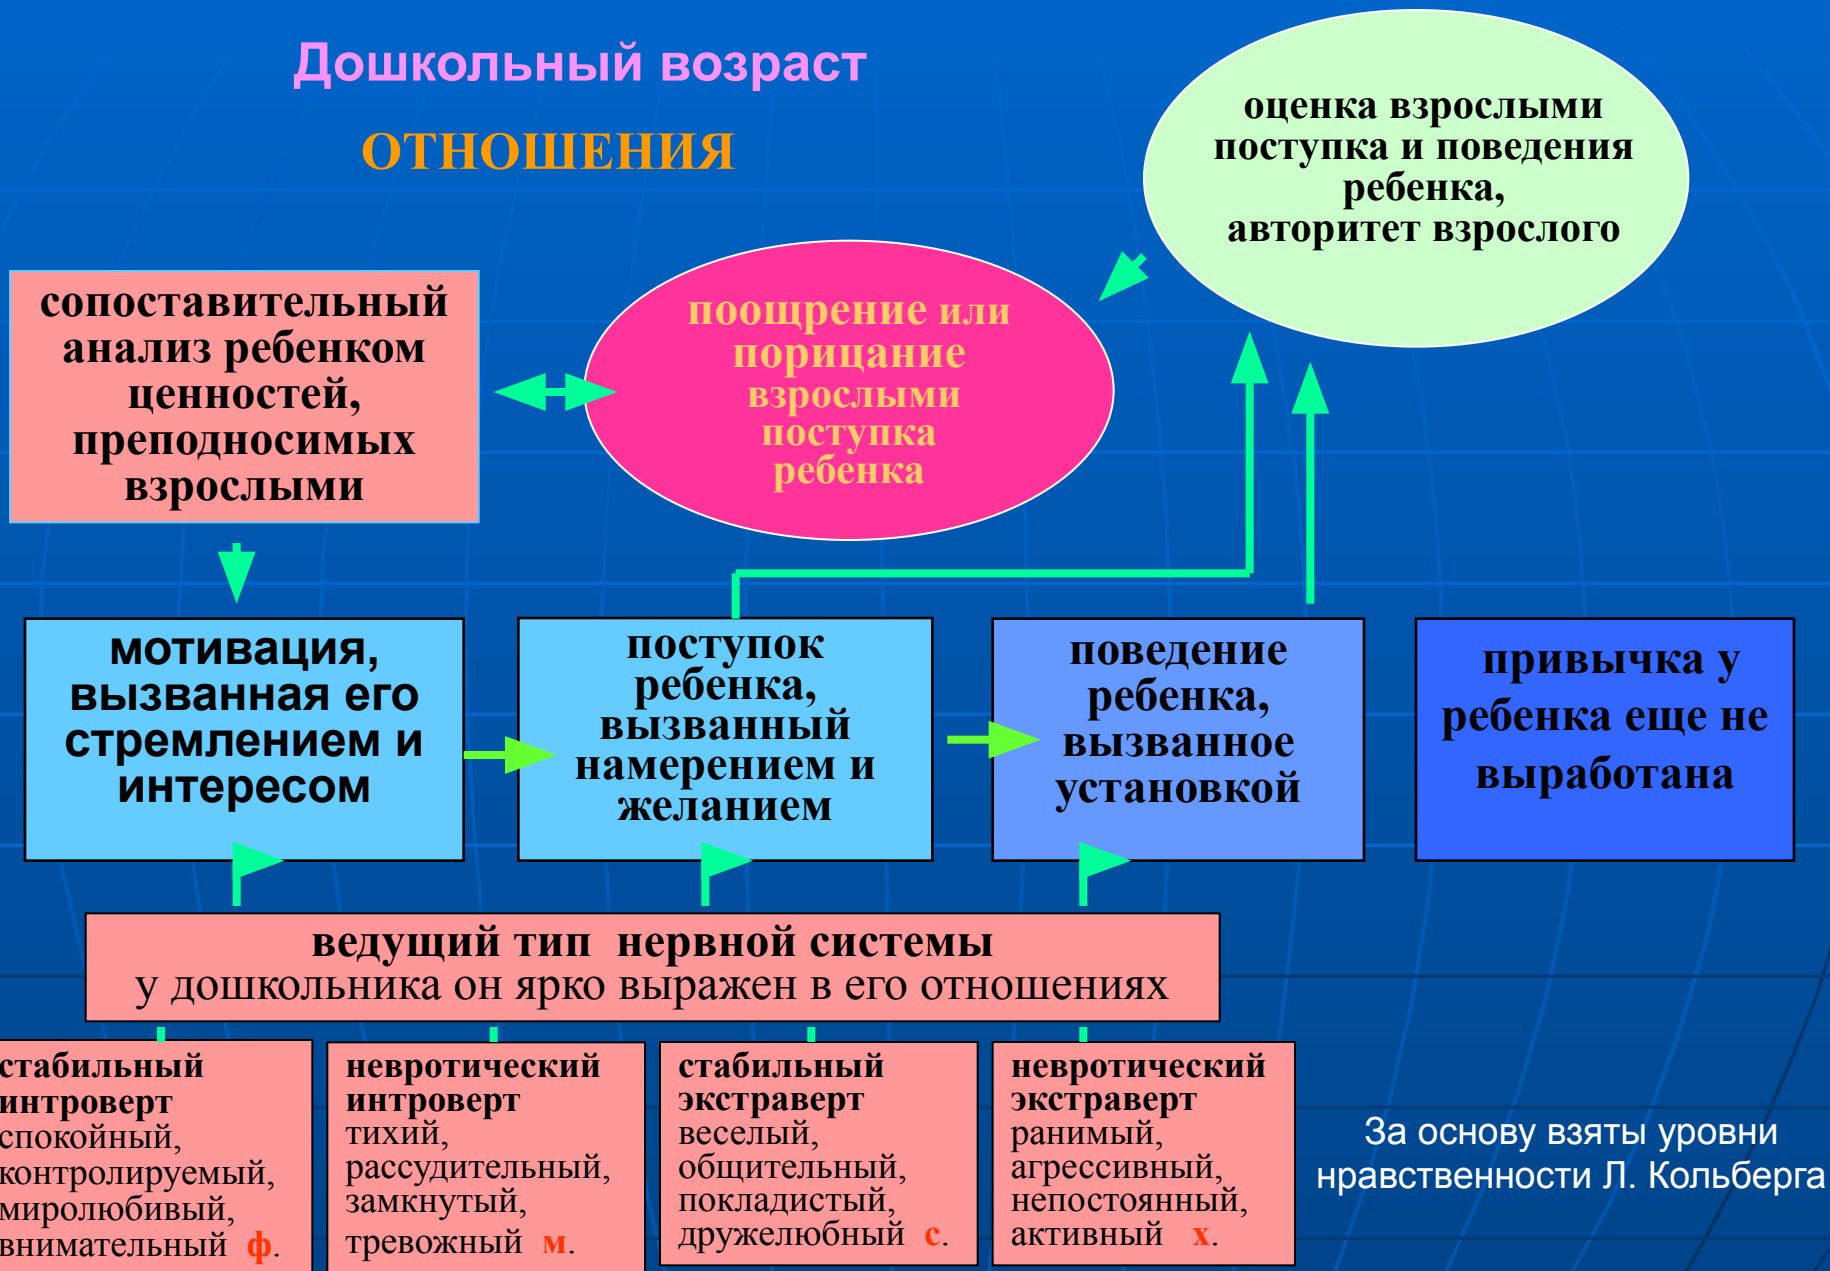 Дошкольный возраст
ОТНОШЕНИЯ
оценка взрослыми
поступка и поведения
ребенка,
авторитет взрослого
сопоставительный
анализ ребенком
ценностей,
преподносимых
взрослыми
поощрение или
порицание
взрослыми
поступка
ребенка
мотивация,
вызванная его
стремлением и
интересом
поступок
ребенка,
вызванный
намерением и
желанием
поведение
ребенка,
вызванное
установкой
привычка у
ребенка еще не
выработана
ведущий тип нервной системы
у дошкольника он ярко выражен в его отношениях
стабильный
интроверт
спокойный,
контролируемый,
миролюбивый,
внимательный ф.
невротический
интроверт
тихий,
рассудительный,
замкнутый,
тревожный м.
стабильный
экстраверт
веселый,
общительный,
покладистый,
дружелюбный с.
невротический
экстраверт
ранимый,
агрессивный,
непостоянный,
активный х.
За основу взяты уровни
нравственности Л. Кольберга